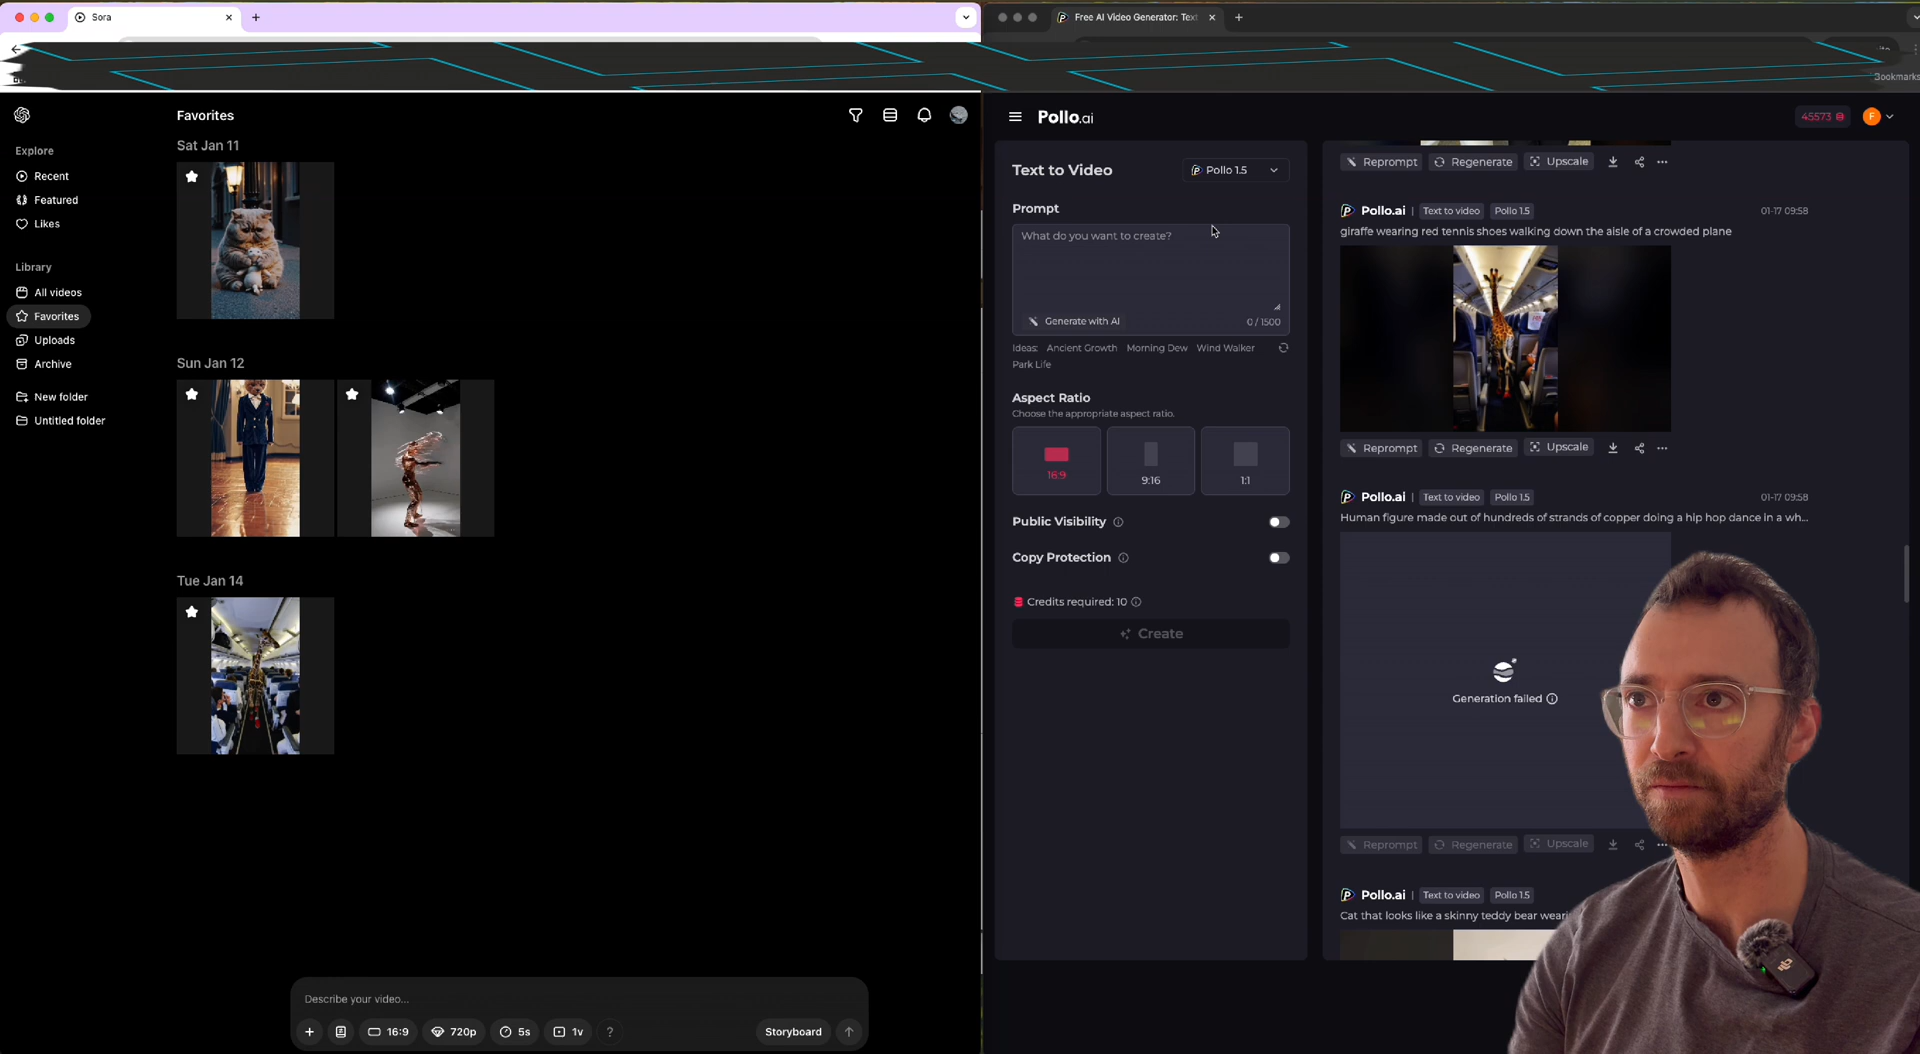 Sora
Favorites
Sat Jan 11
Explore
Recent
Featured
Likes
Library
All videos
Favorites
Uploads
Archive
New folder
Untitled folder
Sun Jan 12
Tue Jan 14
Describe your video...
16:9
720p
5s
1v
?
Storyboard
Free AI Video Generator: Text
Bookmarks
Pollo.ai
45573
F
Text to Video
Pollo 1.5
Prompt
What do you want to create?
Generate with AI
0 / 1500
Ideas: Ancient Growth Morning Dew Wind Walker
Park Life
Aspect Ratio
Choose the appropriate aspect ratio.
16:9
9:16
1:1
Public Visibility
Copy Protection
Credits required: 10
Create
Reprompt Regenerate Upscale
Pollo.ai | Text to video Pollo 1.5 01-17 09:58
giraffe wearing red tennis shoes walking down the aisle of a crowded plane
Reprompt Regenerate Upscale
Pollo.ai | Text to video Pollo 1.5 01-17 09:58
Human figure made out of hundreds of strands of copper doing a hip hop dance in a wh...
Generation failed
Reprompt Regenerate Upscale
Pollo.ai | Text to video Pollo 1.5
Cat that looks like a skinny teddy bear